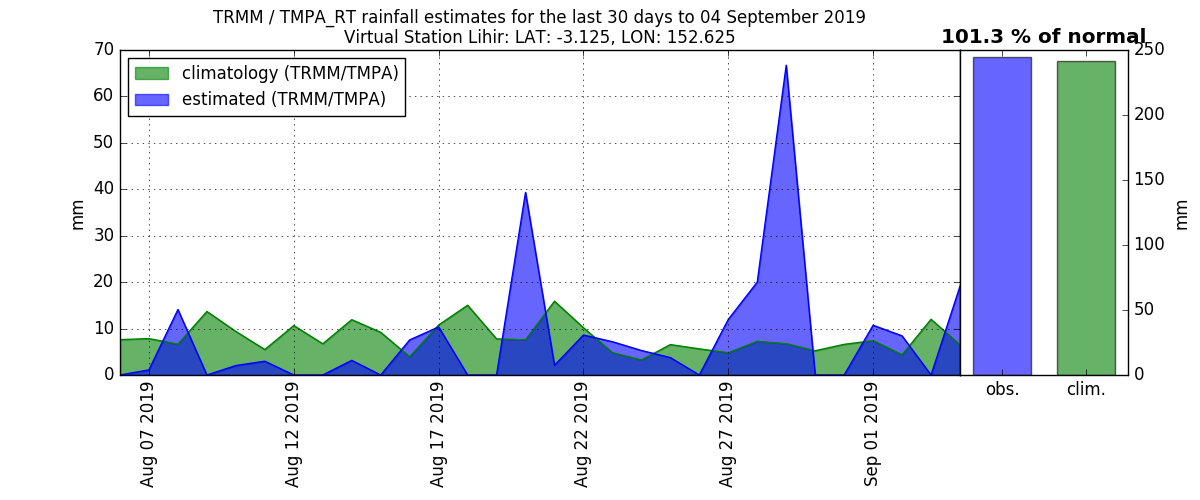 TRMM / TMPA_RT rainfall estimates for the last 30 days to 04 September 2019
Virtual Station Lihir: LAT: -3.125, LON: 152.625
101.3 % of normal
climatology (TRMM/TMPA)
estimated (TRMM/TMPA)
70
60
50
40
30
20
10
0
mm
Aug 07 2019
Aug 12 2019
Aug 17 2019
Aug 22 2019
Aug 27 2019
Sep 01 2019
obs.
clim.
250
200
150
100
50
0
mm